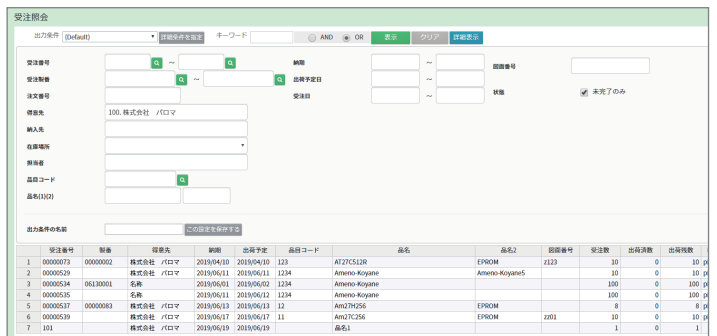 受注照会
出力条件 (Default) 詳細条件を指定 キーワード AND OR 表示 クリア 詳細表示
受注番号 ～ 納期 ～ 図面番号
受注製番 ～ 出荷予定日 ～
注文番号 受注日 ～ 状態 未完了のみ
得意先 100. 株式会社 パロマ
納入先
在庫場所
担当者
品目コード
品名(1)(2)
出力条件の名前 この設定を保存する
受注番号 製番 得意先 納期 出荷予定 品目コード 品名 品名2 図面番号 受注数 出荷済数 出荷残数
1 00000073 00000002 株式会社 パロマ 2019/04/10 2019/04/10 123 AT27C512R EPROM z123 10 0 10
2 00000529 株式会社 パロマ 2019/06/11 2019/06/11 1234 Ameno-Koyane Ameno-Koyane5 10 0 10
3 00000534 06130001 名称 2019/06/01 2019/06/02 1234 Ameno-Koyane 100 0 100
4 00000535 名称 2019/06/11 2019/06/12 1234 Ameno-Koyane 100 0 100
5 00000537 00000083 株式会社 パロマ 2019/06/13 2019/06/13 12 Am27H256 EPROM 8 0 8
6 00000539 株式会社 パロマ 2019/06/17 2019/06/17 11 Am27C256 EPROM zz01 10 0 10
7 101 株式会社 パロマ 2019/06/19 2019/06/19 品名1 1 0 1